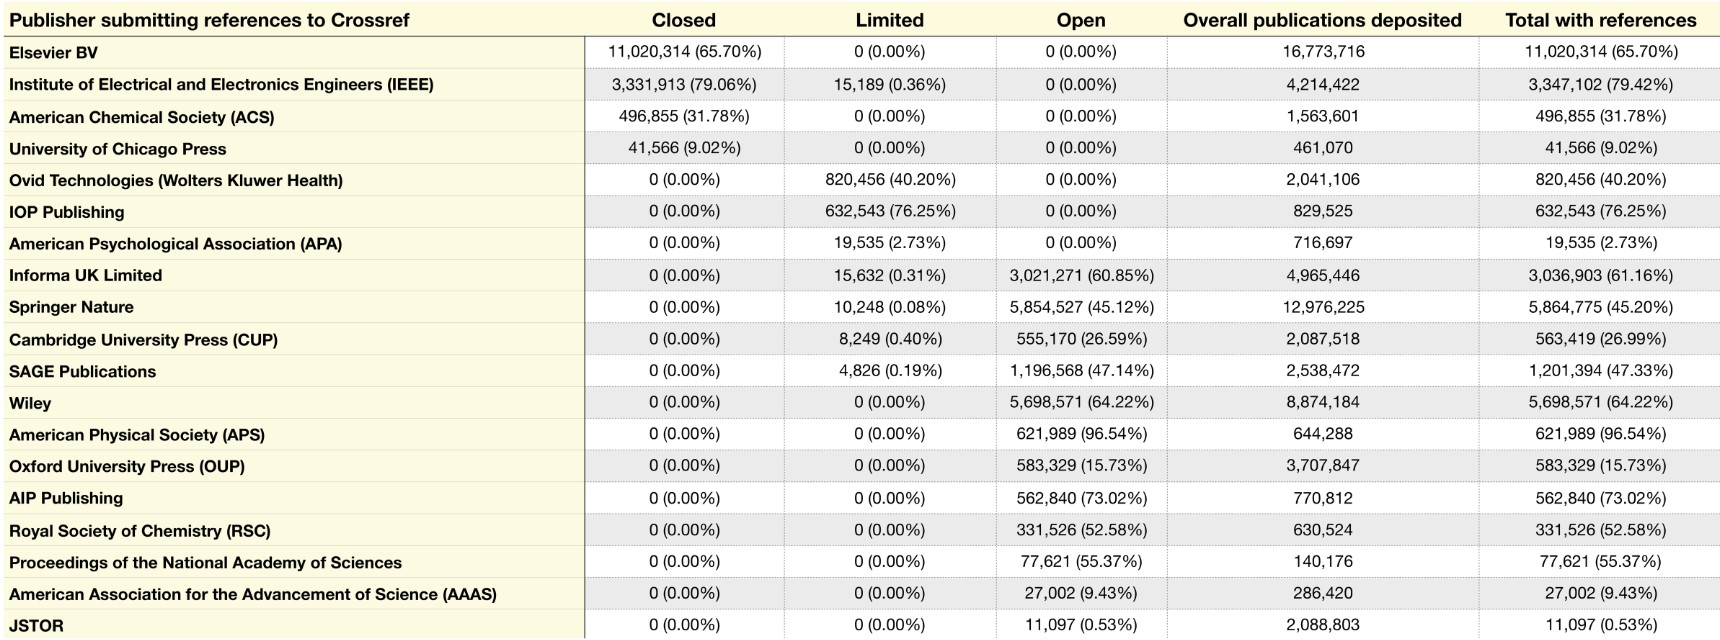 Publisher submitting references to Crossref Closed Limited Open Overall publications deposited Total with references
Elsevier BV 11,020,314 (65.70%) 0 (0.00%) 0 (0.00%) 16,773,716 11,020,314 (65.70%)
Institute of Electrical and Electronics Engineers (IEEE) 3,331,913 (79.06%) 15,189 (0.36%) 0 (0.00%) 4,214,422 3,347,102 (79.42%)
American Chemical Society (ACS) 496,855 (31.78%) 0 (0.00%) 0 (0.00%) 1,563,601 496,855 (31.78%)
University of Chicago Press 41,566 (9.02%) 0 (0.00%) 0 (0.00%) 461,070 41,566 (9.02%)
Ovid Technologies (Wolters Kluwer Health) 0 (0.00%) 820,456 (40.20%) 0 (0.00%) 2,041,106 820,456 (40.20%)
IOP Publishing 0 (0.00%) 632,543 (76.25%) 0 (0.00%) 829,525 632,543 (76.25%)
American Psychological Association (APA) 0 (0.00%) 19,535 (2.73%) 0 (0.00%) 716,697 19,535 (2.73%)
Informa UK Limited 0 (0.00%) 15,632 (0.31%) 3,021,271 (60.85%) 4,965,446 3,036,903 (61.16%)
Springer Nature 0 (0.00%) 10,248 (0.08%) 5,854,527 (45.12%) 12,976,225 5,864,775 (45.20%)
Cambridge University Press (CUP) 0 (0.00%) 8,249 (0.40%) 555,170 (26.59%) 2,087,518 563,419 (26.99%)
SAGE Publications 0 (0.00%) 4,826 (0.19%) 1,196,568 (47.14%) 2,538,472 1,201,394 (47.33%)
Wiley 0 (0.00%) 0 (0.00%) 5,698,571 (64.22%) 8,874,184 5,698,571 (64.22%)
American Physical Society (APS) 0 (0.00%) 0 (0.00%) 621,989 (96.54%) 644,288 621,989 (96.54%)
Oxford University Press (OUP) 0 (0.00%) 0 (0.00%) 583,329 (15.73%) 3,707,847 583,329 (15.73%)
AIP Publishing 0 (0.00%) 0 (0.00%) 562,840 (73.02%) 770,812 562,840 (73.02%)
Royal Society of Chemistry (RSC) 0 (0.00%) 0 (0.00%) 331,526 (52.58%) 630,524 331,526 (52.58%)
Proceedings of the National Academy of Sciences 0 (0.00%) 0 (0.00%) 77,621 (55.37%) 140,176 77,621 (55.37%)
American Association for the Advancement of Science (AAAS) 0 (0.00%) 0 (0.00%) 27,002 (9.43%) 286,420 27,002 (9.43%)
JSTOR 0 (0.00%) 0 (0.00%) 11,097 (0.53%) 2,088,803 11,097 (0.53%)